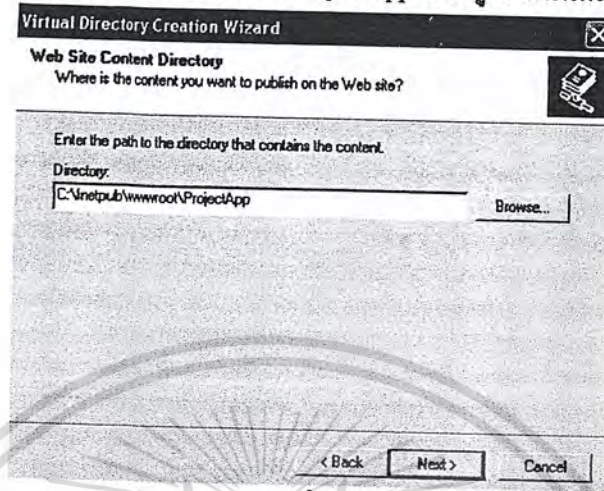 Virtual Directory Creation Wizard
Web Site Content Directory
Where is the content you want to publish on the Web site?
Enter the path to the directory that contains the content.
Directory:
C:\Inetpub\wwwroot\ProjectApp
Browse...
< Back
Next >
Cancel